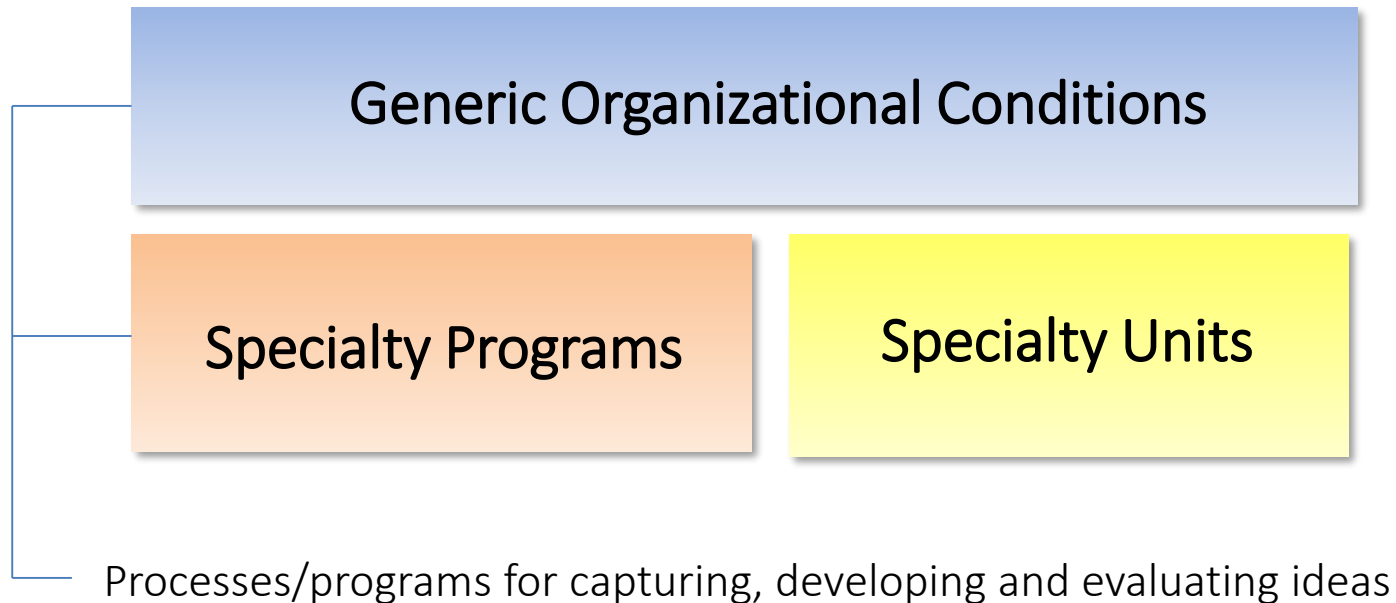 Generic Organizational Conditions
Specialty Programs
Specialty Units
Processes/programs for capturing, developing and evaluating ideas